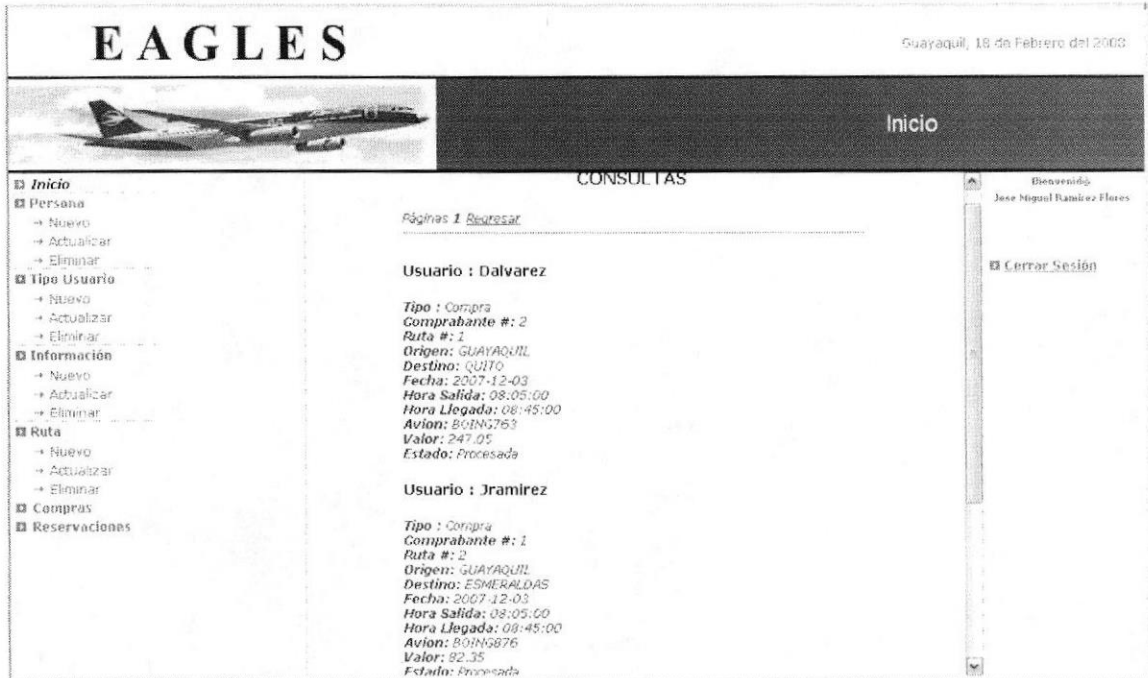 EAGLES
Guayaquil, 18 de Febrero del 2008
Inicio
Inicio
Persona
→ Nuevo
→ Actualizar
→ Eliminar
Tipo Usuario
→ Nuevo
→ Actualizar
→ Eliminar
Información
→ Nuevo
→ Actualizar
→ Eliminar
Ruta
→ Nuevo
→ Actualizar
→ Eliminar
Compras
Reservaciones
CONSULTAS
Páginas 1 Regresar
Usuario : Dalvarez
Tipo : Compra
Comprobante #: 2
Ruta #: 1
Origen: GUAYAQUIL
Destino: QUITO
Fecha: 2007-12-03
Hora Salida: 08:05:00
Hora Llegada: 08:45:00
Avion: BOING763
Valor: 247.05
Estado: Procesada
Usuario : Jramirez
Tipo : Compra
Comprobante #: 1
Ruta #: 2
Origen: GUAYAQUIL
Destino: ESMERALDAS
Fecha: 2007-12-03
Hora Salida: 08:05:00
Hora Llegada: 08:45:00
Avion: BOING876
Valor: 82.35
Estado: Procesada
Bienvenid@
Jose Miguel Ramirez Flores
Cerrar Sesión